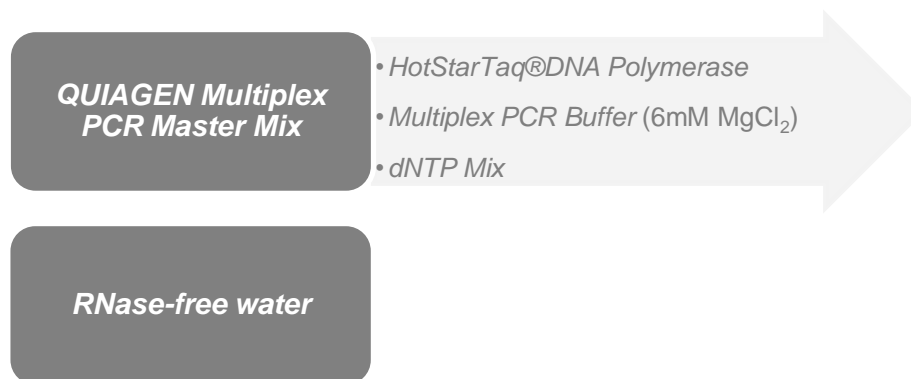 QUIAGEN Multiplex
PCR Master Mix
• HotStarTaq®DNA Polymerase
• Multiplex PCR Buffer (6mM MgCl₂)
• dNTP Mix
RNase-free water